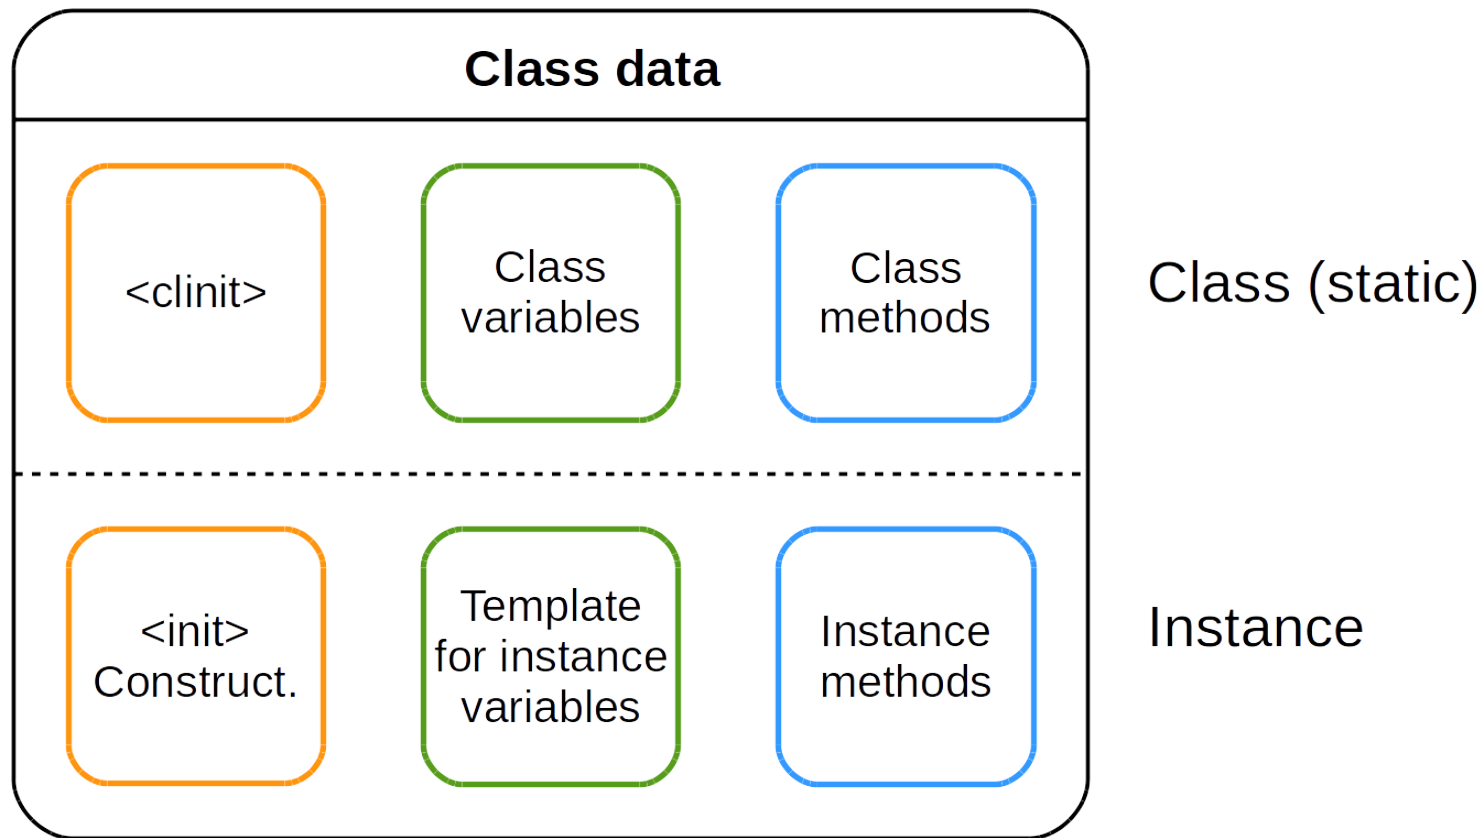 Class data
<clinit>
Class
variables
Class
methods
Class (static)
<init>
Construct.
Template
for instance
variables
Instance
methods
Instance